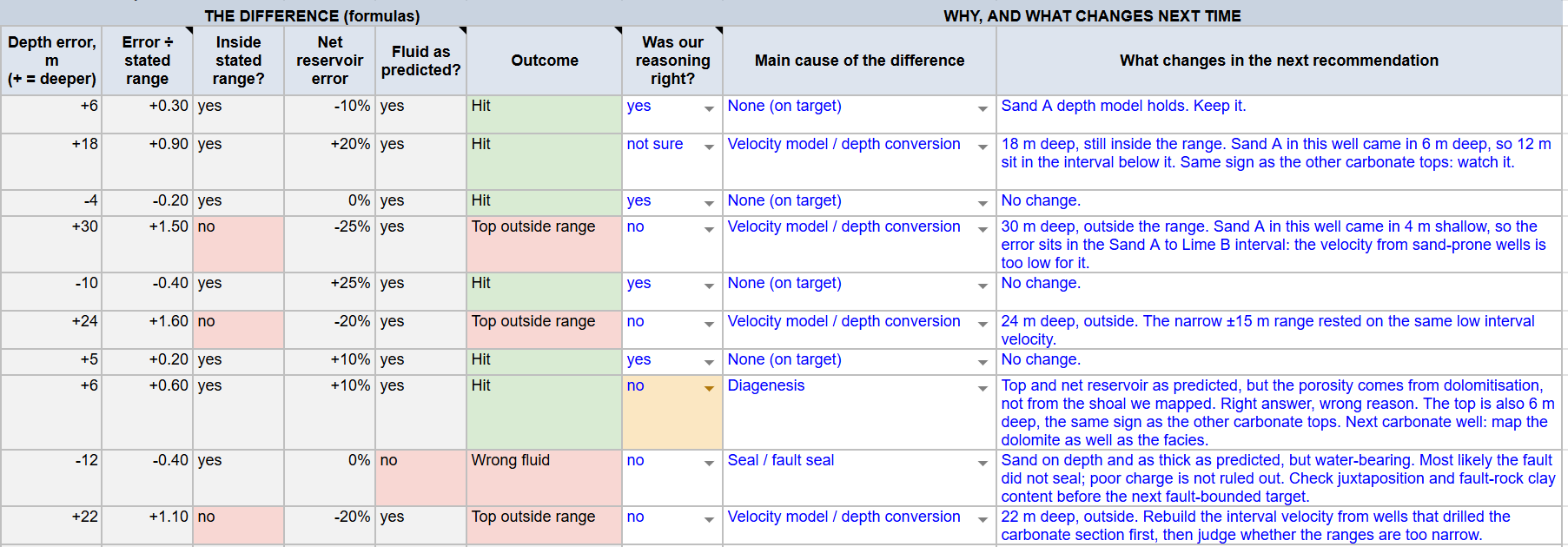 THE DIFFERENCE (formulas) WHY, AND WHAT CHANGES NEXT TIME
Depth error, m (+ = deeper) Error ÷ stated range Inside stated range? Net reservoir error Fluid as predicted? Outcome Was our reasoning right? Main cause of the difference What changes in the next recommendation
+6 +0.30 yes -10% yes Hit yes None (on target) Sand A depth model holds. Keep it.
+18 +0.90 yes +20% yes Hit not sure Velocity model / depth conversion 18 m deep, still inside the range. Sand A in this well came in 6 m deep, so 12 m
sit in the interval below it. Same sign as the other carbonate tops: watch it.
-4 -0.20 yes 0% yes Hit yes None (on target) No change.
+30 +1.50 no -25% yes Top outside range no Velocity model / depth conversion 30 m deep, outside the range. Sand A in this well came in 4 m shallow, so the
error sits in the Sand A to Lime B interval: the velocity from sand-prone wells is
too low for it.
-10 -0.40 yes +25% yes Hit yes None (on target) No change.
+24 +1.60 no -20% yes Top outside range no Velocity model / depth conversion 24 m deep, outside. The narrow ±15 m range rested on the same low interval
velocity.
+5 +0.20 yes +10% yes Hit yes None (on target) No change.
+6 +0.60 yes +10% yes Hit no Diagenesis Top and net reservoir as predicted, but the porosity comes from dolomitisation,
not from the shoal we mapped. Right answer, wrong reason. The top is also 6 m
deep, the same sign as the other carbonate tops. Next carbonate well: map the
dolomite as well as the facies.
-12 -0.40 yes 0% no Wrong fluid no Seal / fault seal Sand on depth and as thick as predicted, but water-bearing. Most likely the fault
did not seal; poor charge is not ruled out. Check juxtaposition and fault-rock clay
content before the next fault-bounded target.
+22 +1.10 no -20% yes Top outside range no Velocity model / depth conversion 22 m deep, outside. Rebuild the interval velocity from wells that drilled the
carbonate section first, then judge whether the ranges are too narrow.